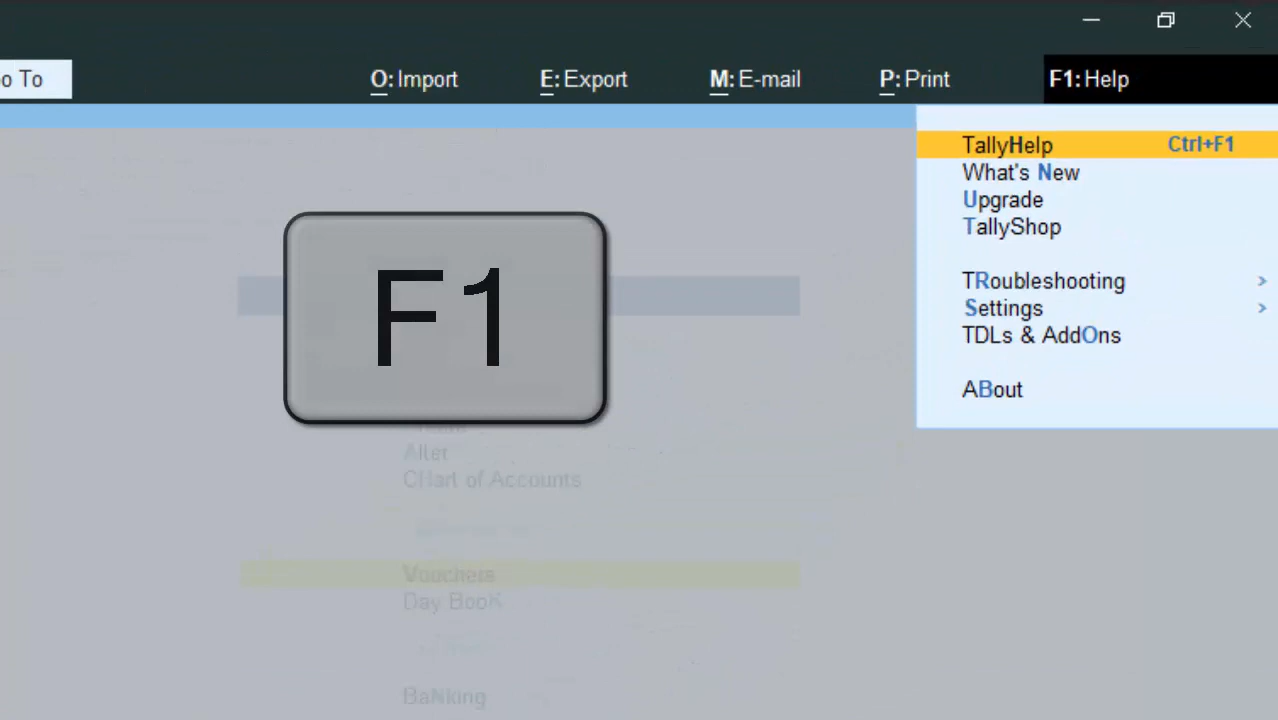 o To
O: Import
E: Export
M: E-mail
P: Print
F1: Help
TallyHelp Ctrl+F1
What's New
Upgrade
TallyShop
TRoubleshooting >
Settings >
TDLs & AddOns
ABout
F1
Alter
CHart of Accounts
Vouchers
Day BooK
BaNking